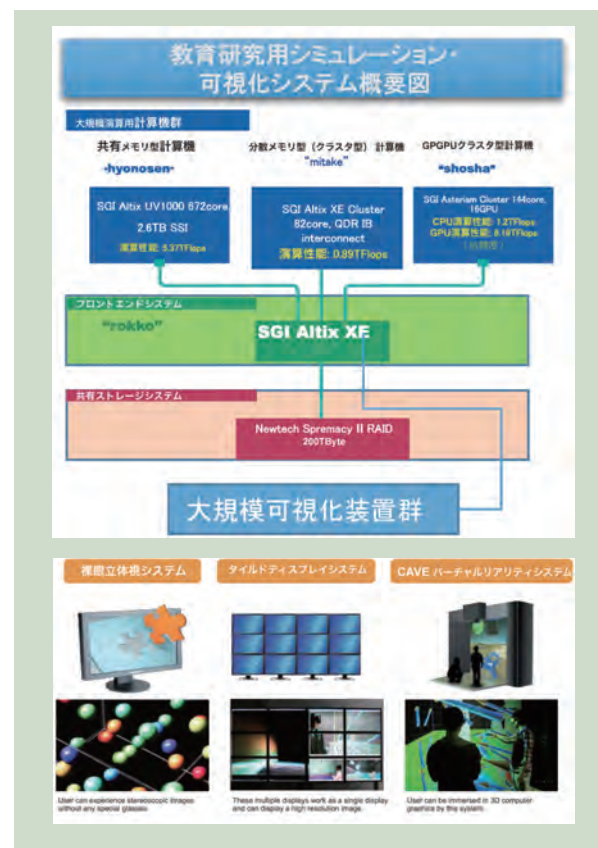 教育研究用シミュレーション・
可視化システム概要図
大規模演算用計算機群
共有メモリ型計算機
"hyonosen"
分散メモリ型（クラスタ型）計算機
"mitake"
GPGPUクラスタ型計算機
"shosha"
SGI Altix UV1000 672core,
2.6TB SSI
演算性能: 5.37TFlops
SGI Altix XE Cluster
82core, QDR IB
interconnect
演算性能: 0.89TFlops
SGI Asterism Cluster 144core,
16GPU
CPU演算性能: 1.27Tflops
GPU演算性能: 8.18TFlops
フロントエンドシステム
"rokko"
SGI Altix XE
共有ストレージシステム
Newtech Spremacy II RAID
200TByte
大規模可視化装置群
裸眼立体視システム
タイルドディスプレイシステム
CAVE バーチャルリアリティシステム
User can experience stereoscopic images
without any special glasses.
These multiple displays work as a single display
and can display a high resolution image.
User can be immersed in 3D computer
graphics by this system.